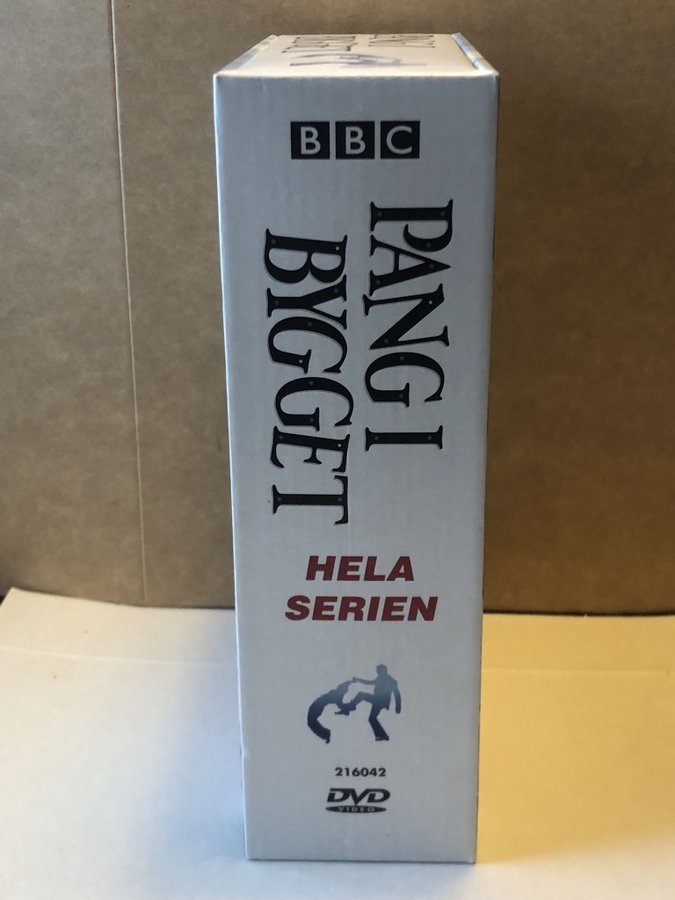 BBC
PANG I
BYGGET
HELA
SERIEN
216042
DVD
VIDEO